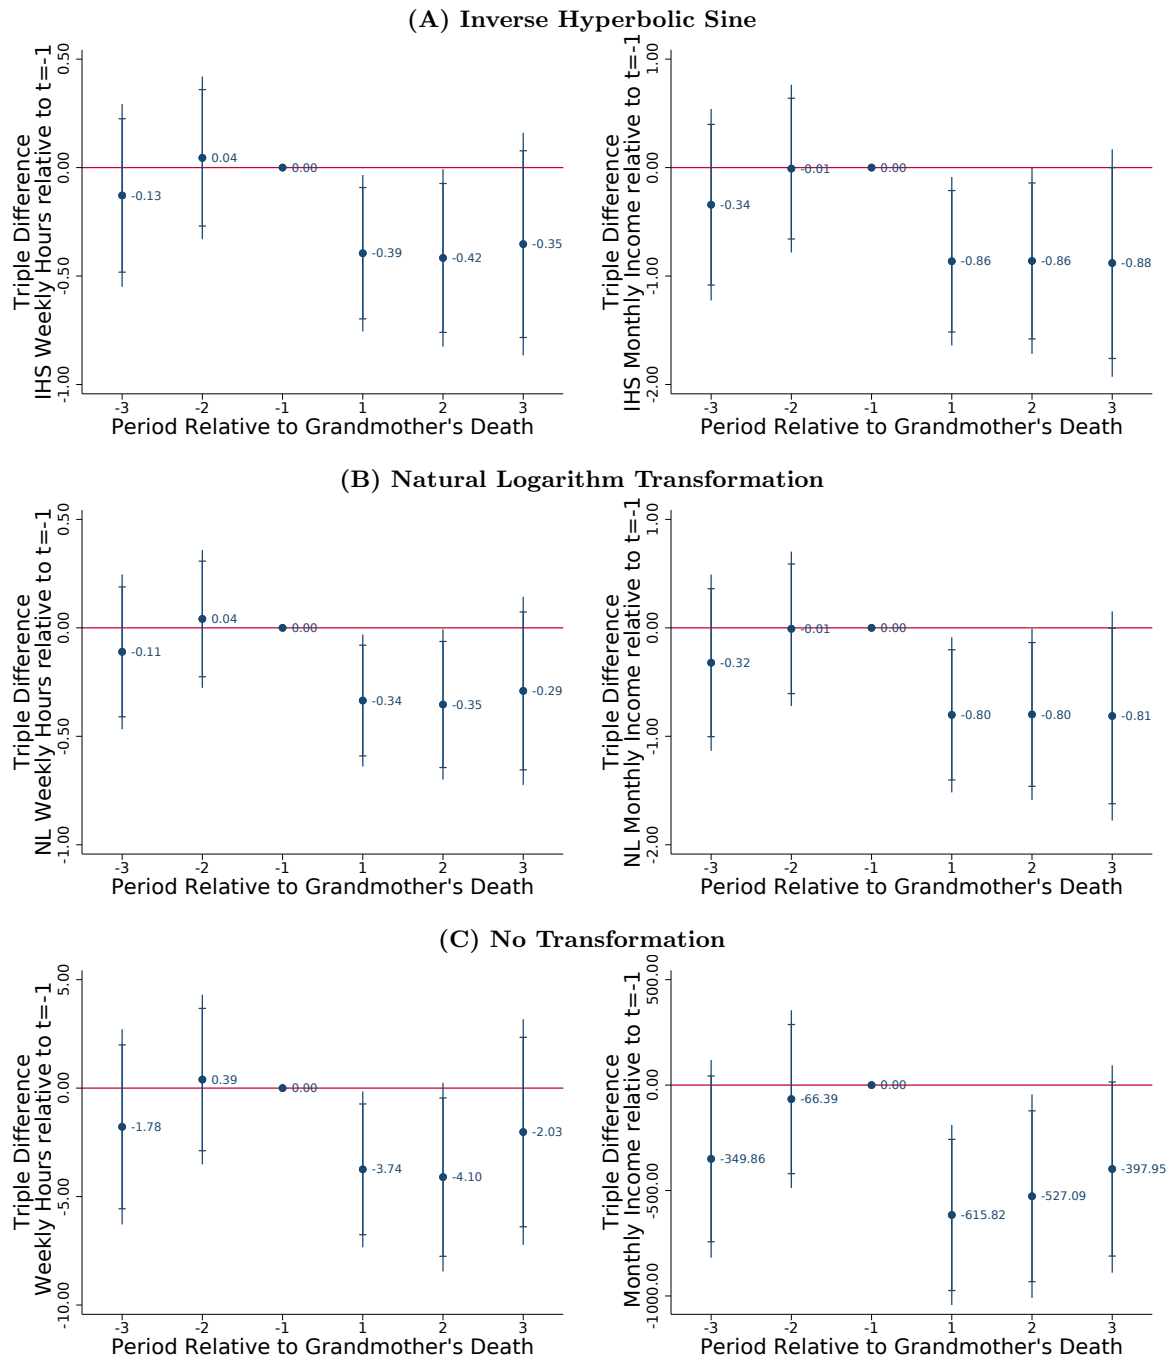 (A) Inverse Hyperbolic Sine
Triple Difference
IHS Weekly Hours relative to t=-1
0.50
0.00
-0.50
-1.00
-0.13
0.04
0.00
-0.39
-0.42
-0.35
-3 -2 -1 1 2 3
Period Relative to Grandmother's Death
Triple Difference
IHS Monthly Income relative to t=-1
1.00
0.00
-1.00
-2.00
-0.34
-0.01
0.00
-0.86
-0.86
-0.88
-3 -2 -1 1 2 3
Period Relative to Grandmother's Death
(B) Natural Logarithm Transformation
Triple Difference
NL Weekly Hours relative to t=-1
0.50
0.00
-0.50
-1.00
-0.11
0.04
0.00
-0.34
-0.35
-0.29
-3 -2 -1 1 2 3
Period Relative to Grandmother's Death
Triple Difference
NL Monthly Income relative to t=-1
1.00
0.00
-1.00
-2.00
-0.32
-0.01
0.00
-0.80
-0.80
-0.81
-3 -2 -1 1 2 3
Period Relative to Grandmother's Death
(C) No Transformation
Triple Difference
Weekly Hours relative to t=-1
5.00
0.00
-5.00
-10.00
-1.78
0.39
0.00
-3.74
-4.10
-2.03
-3 -2 -1 1 2 3
Period Relative to Grandmother's Death
Triple Difference
Monthly Income relative to t=-1
500.00
0.00
-500.00
-1000.00
-349.86
-66.39
0.00
-615.82
-527.09
-397.95
-3 -2 -1 1 2 3
Period Relative to Grandmother's Death